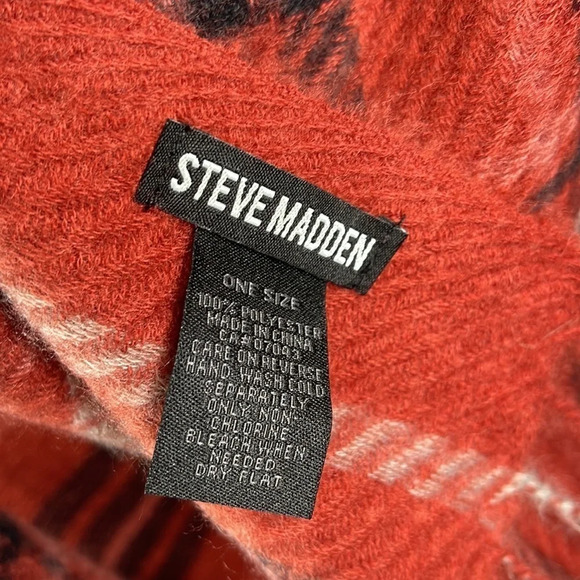 STEVE MADDEN
ONE SIZE
100% POLYESTER
MADE IN CHINA
CA# 07093
CARE ON REVERSE
HAND-WASH COLD
SEPARATELY
ONLY NON-
CHLORINE
BLEACH WHEN
NEEDED
DRY FLAT